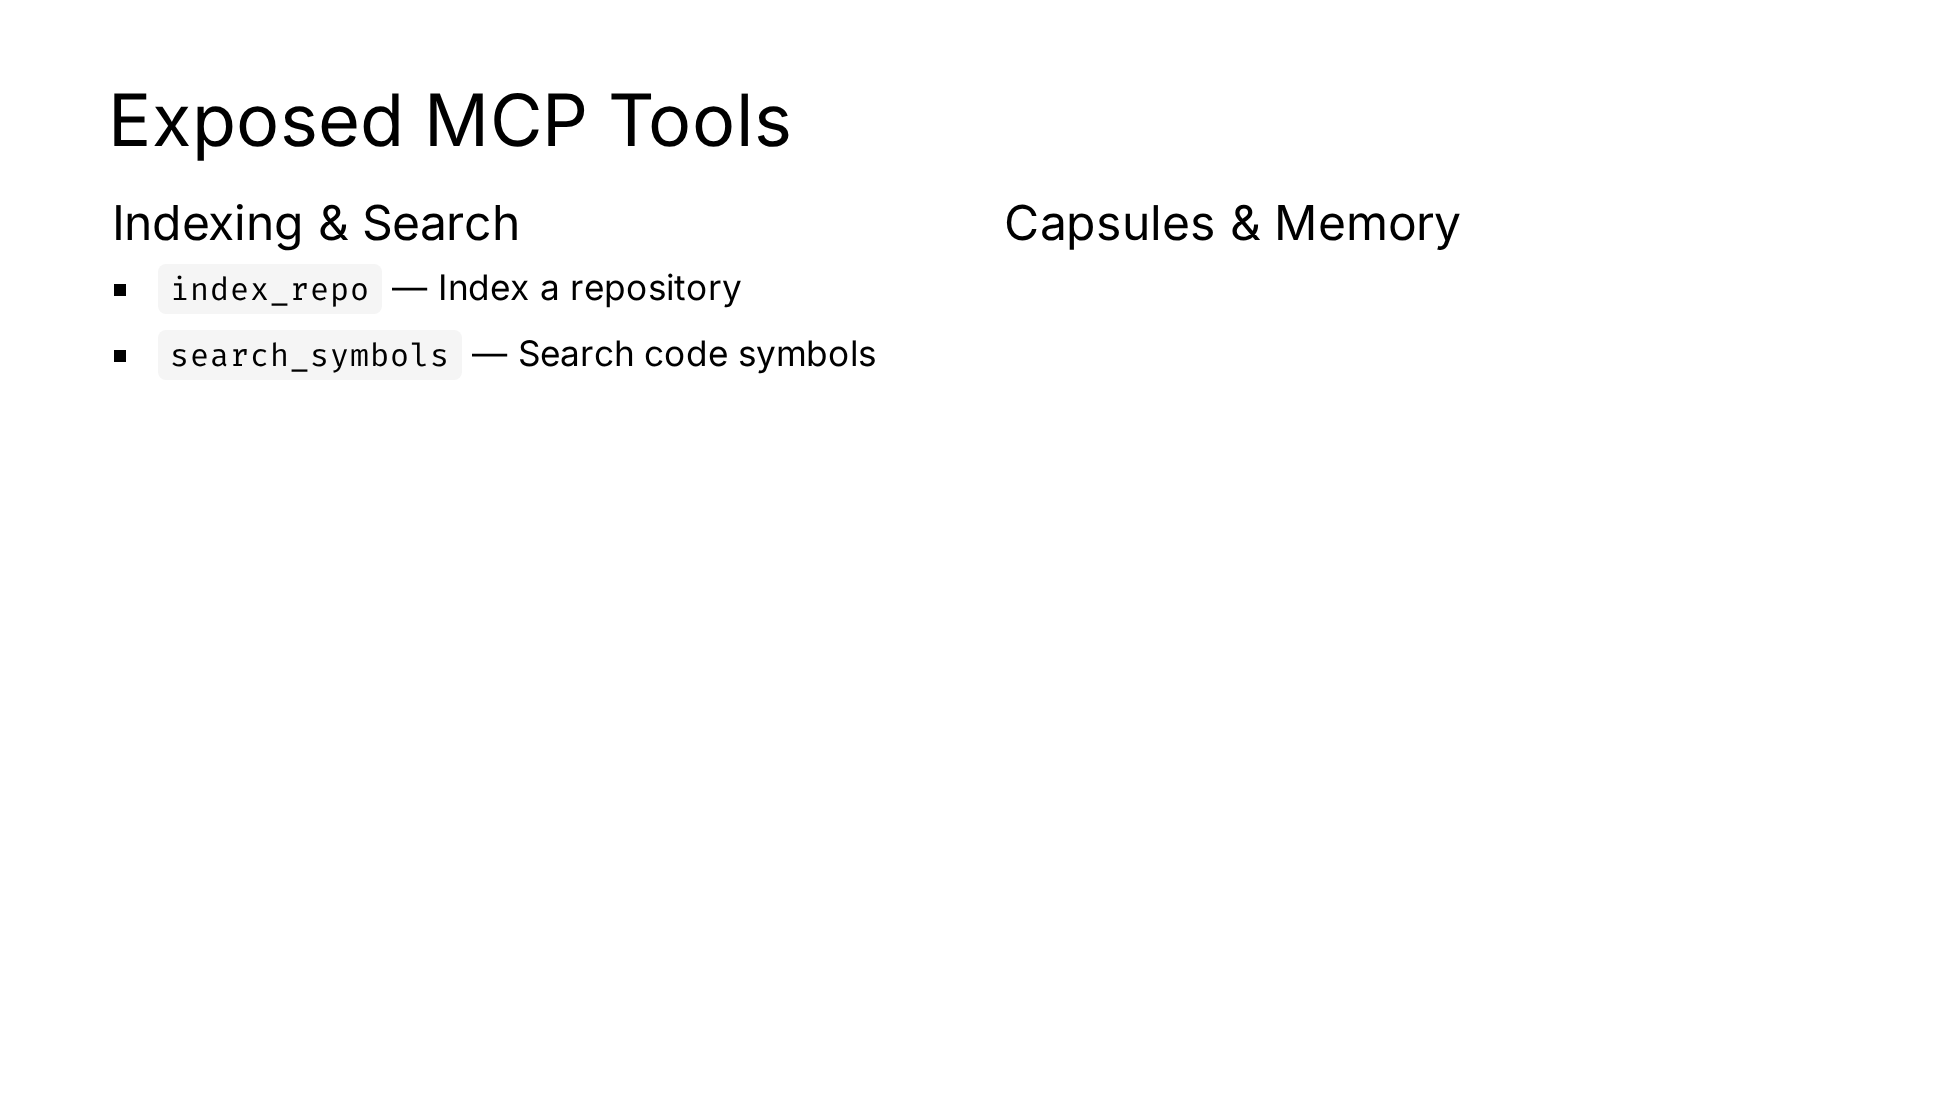 Exposed MCP Tools
Indexing & Search
▪ index_repo — Index a repository
▪ search_symbols — Search code symbols
Capsules & Memory